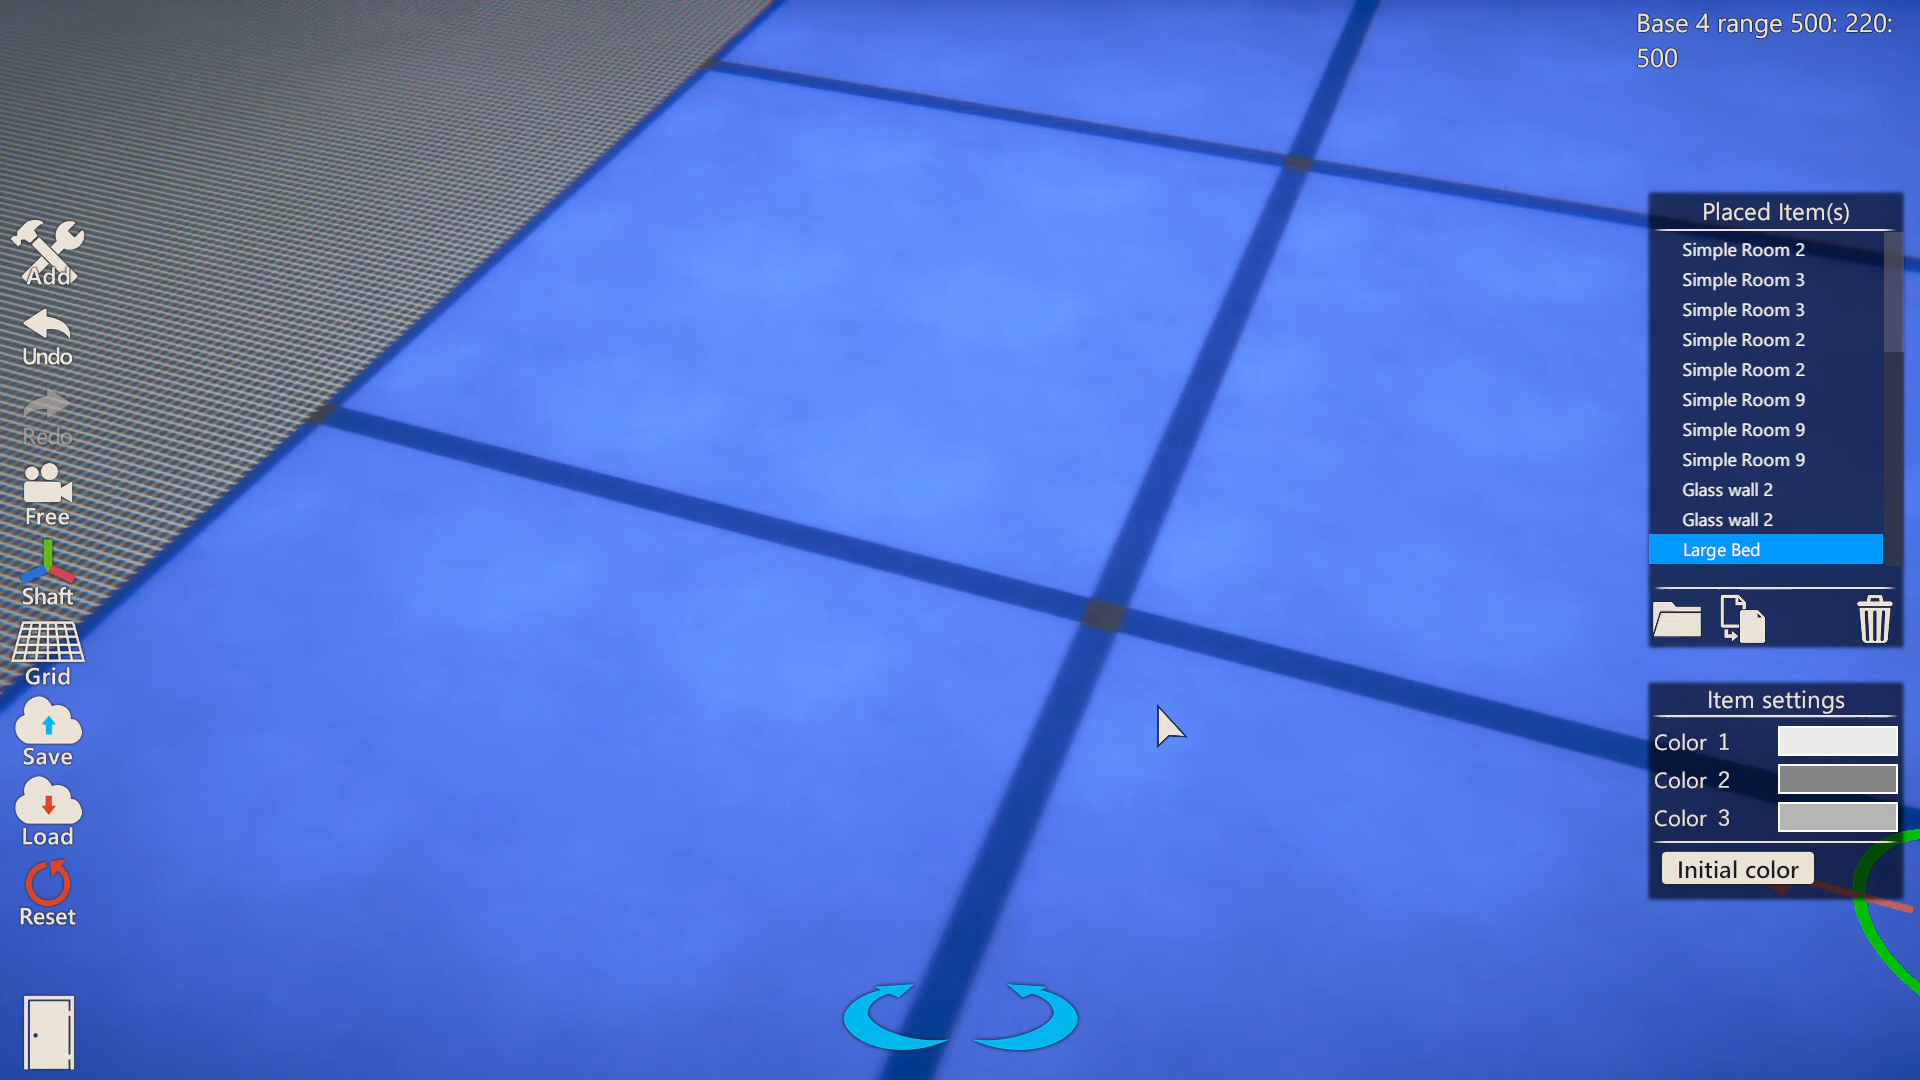 Base 4 range 500: 220:
500
Add
Undo
Redo
Free
Shaft
Grid
Save
Load
Reset
Placed Item(s)
Simple Room 2
Simple Room 3
Simple Room 3
Simple Room 2
Simple Room 2
Simple Room 9
Simple Room 9
Simple Room 9
Glass wall 2
Glass wall 2
Large Bed
Item settings
Color 1
Color 2
Color 3
Initial color